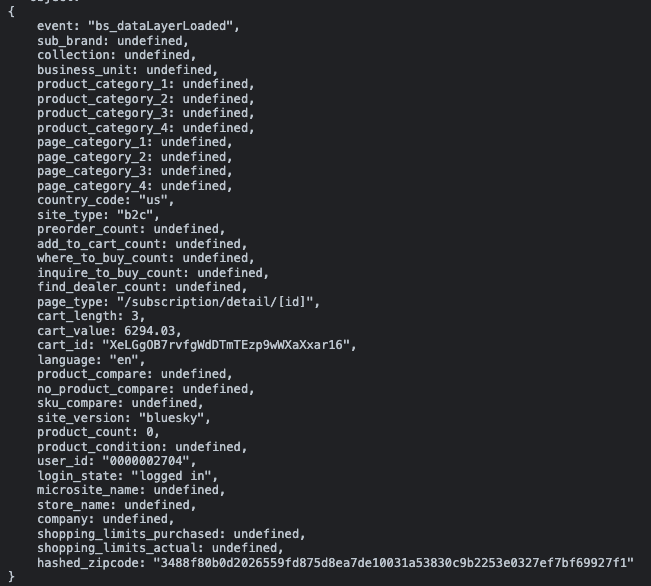 {
event: "bs_dataLayerLoaded",
sub_brand: undefined,
collection: undefined,
business_unit: undefined,
product_category_1: undefined,
product_category_2: undefined,
product_category_3: undefined,
product_category_4: undefined,
page_category_1: undefined,
page_category_2: undefined,
page_category_3: undefined,
page_category_4: undefined,
country_code: "us",
site_type: "b2c",
preorder_count: undefined,
add_to_cart_count: undefined,
where_to_buy_count: undefined,
inquire_to_buy_count: undefined,
find_dealer_count: undefined,
page_type: "/subscription/detail/[id]",
cart_length: 3,
cart_value: 6294.03,
cart_id: "XeLGgOB7rvfgWdDTmTEzp9wWXaXxar16",
language: "en",
product_compare: undefined,
no_product_compare: undefined,
sku_compare: undefined,
site_version: "bluesky",
product_count: 0,
product_condition: undefined,
user_id: "0000002704",
login_state: "logged in",
microsite_name: undefined,
store_name: undefined,
company: undefined,
shopping_limits_purchased: undefined,
shopping_limits_actual: undefined,
hashed_zipcode: "3488f80b0d2026559fd875d8ea7de10031a53830c9b2253e0327ef7bf69927f1"
}